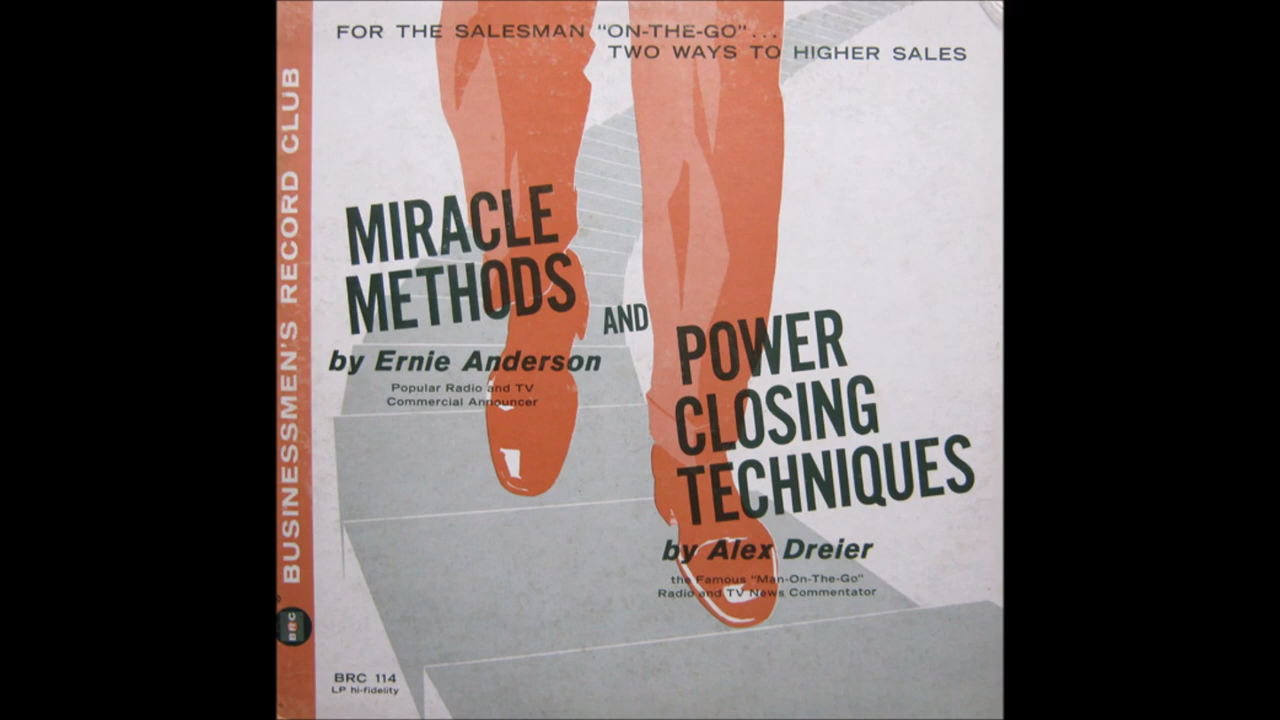 FOR THE SALESMAN "ON-THE-GO"...
TWO WAYS TO HIGHER SALES
BUSINESSMEN'S RECORD CLUB
MIRACLE
METHODS
AND
by Ernie Anderson
Popular Radio and TV
Commercial Announcer
POWER
CLOSING
TECHNIQUES
by Alex Dreier
the Famous "Man-On-The-Go"
Radio and TV News Commentator
BRC
BRC 114
LP hi-fidelity